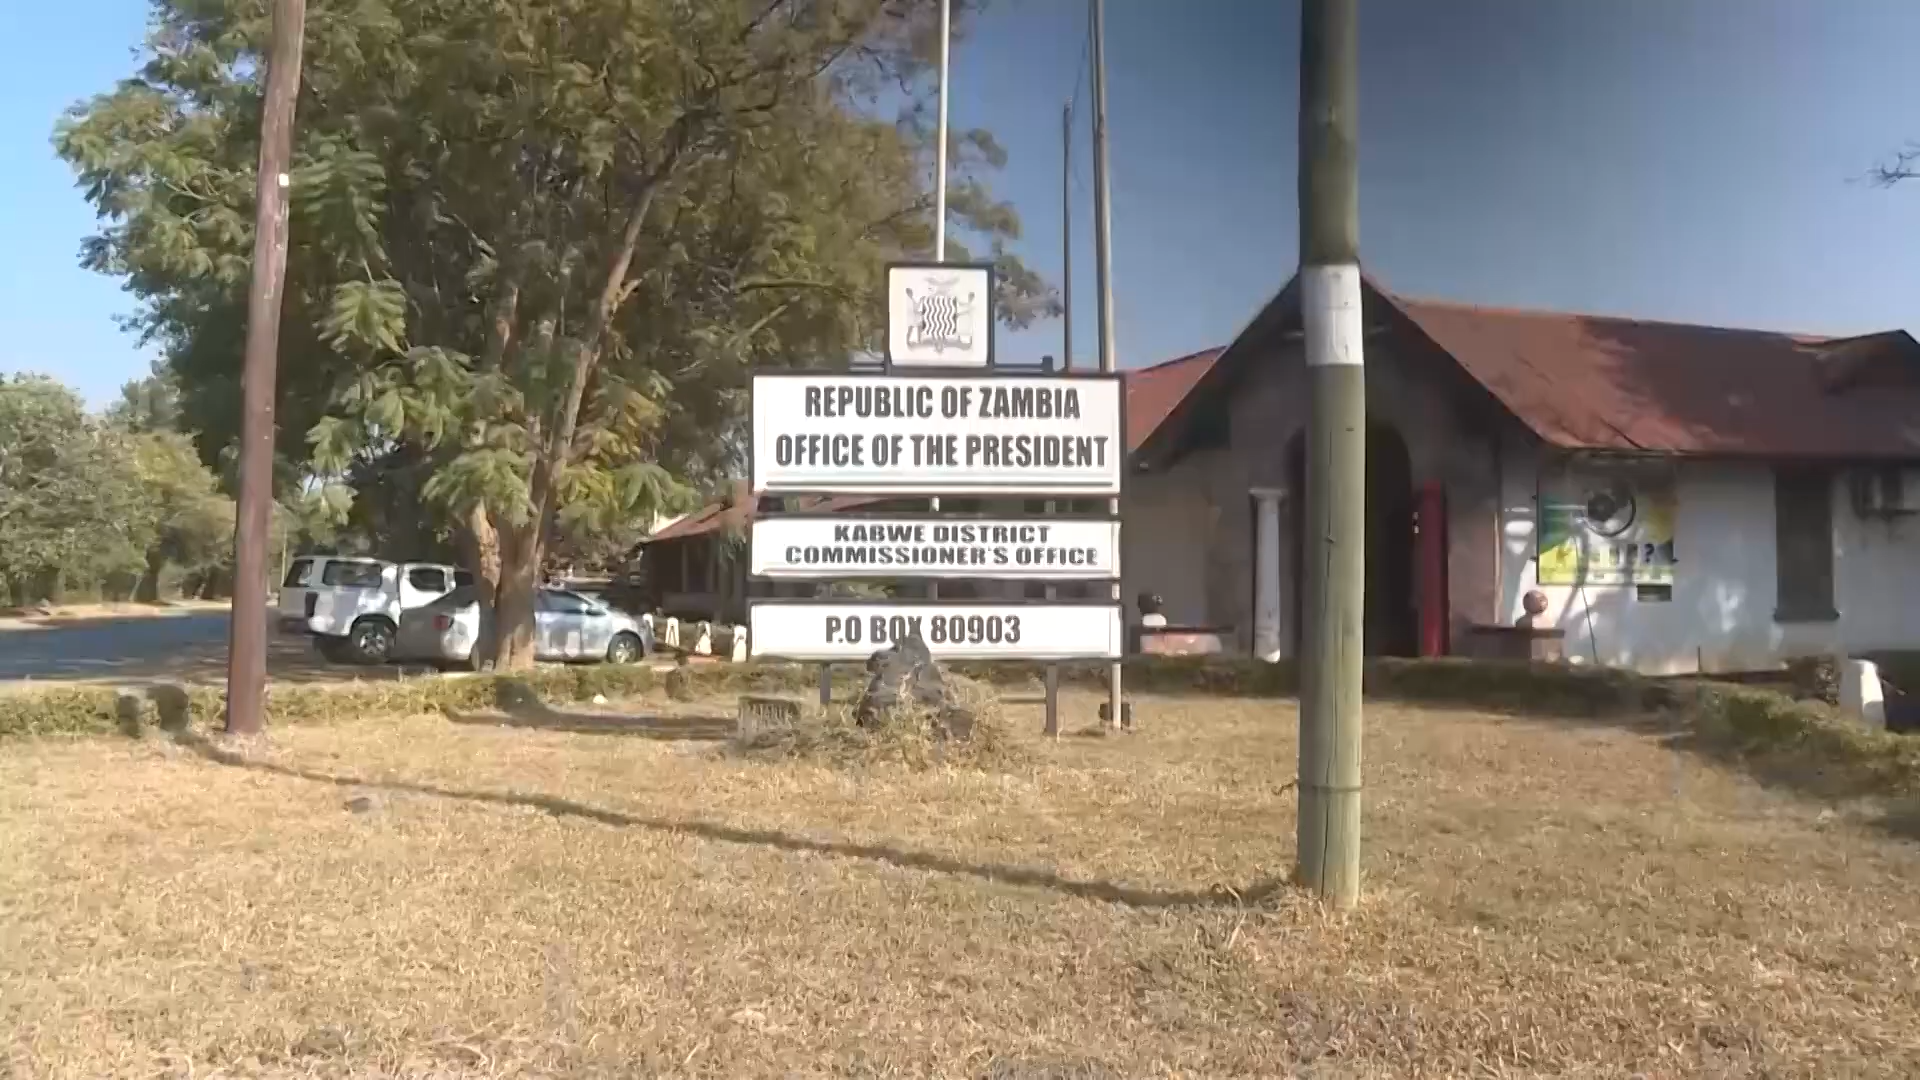 REPUBLIC OF ZAMBIA
OFFICE OF THE PRESIDENT
KABWE DISTRICT
COMMISSIONER'S OFFICE
P.O BOX 80903